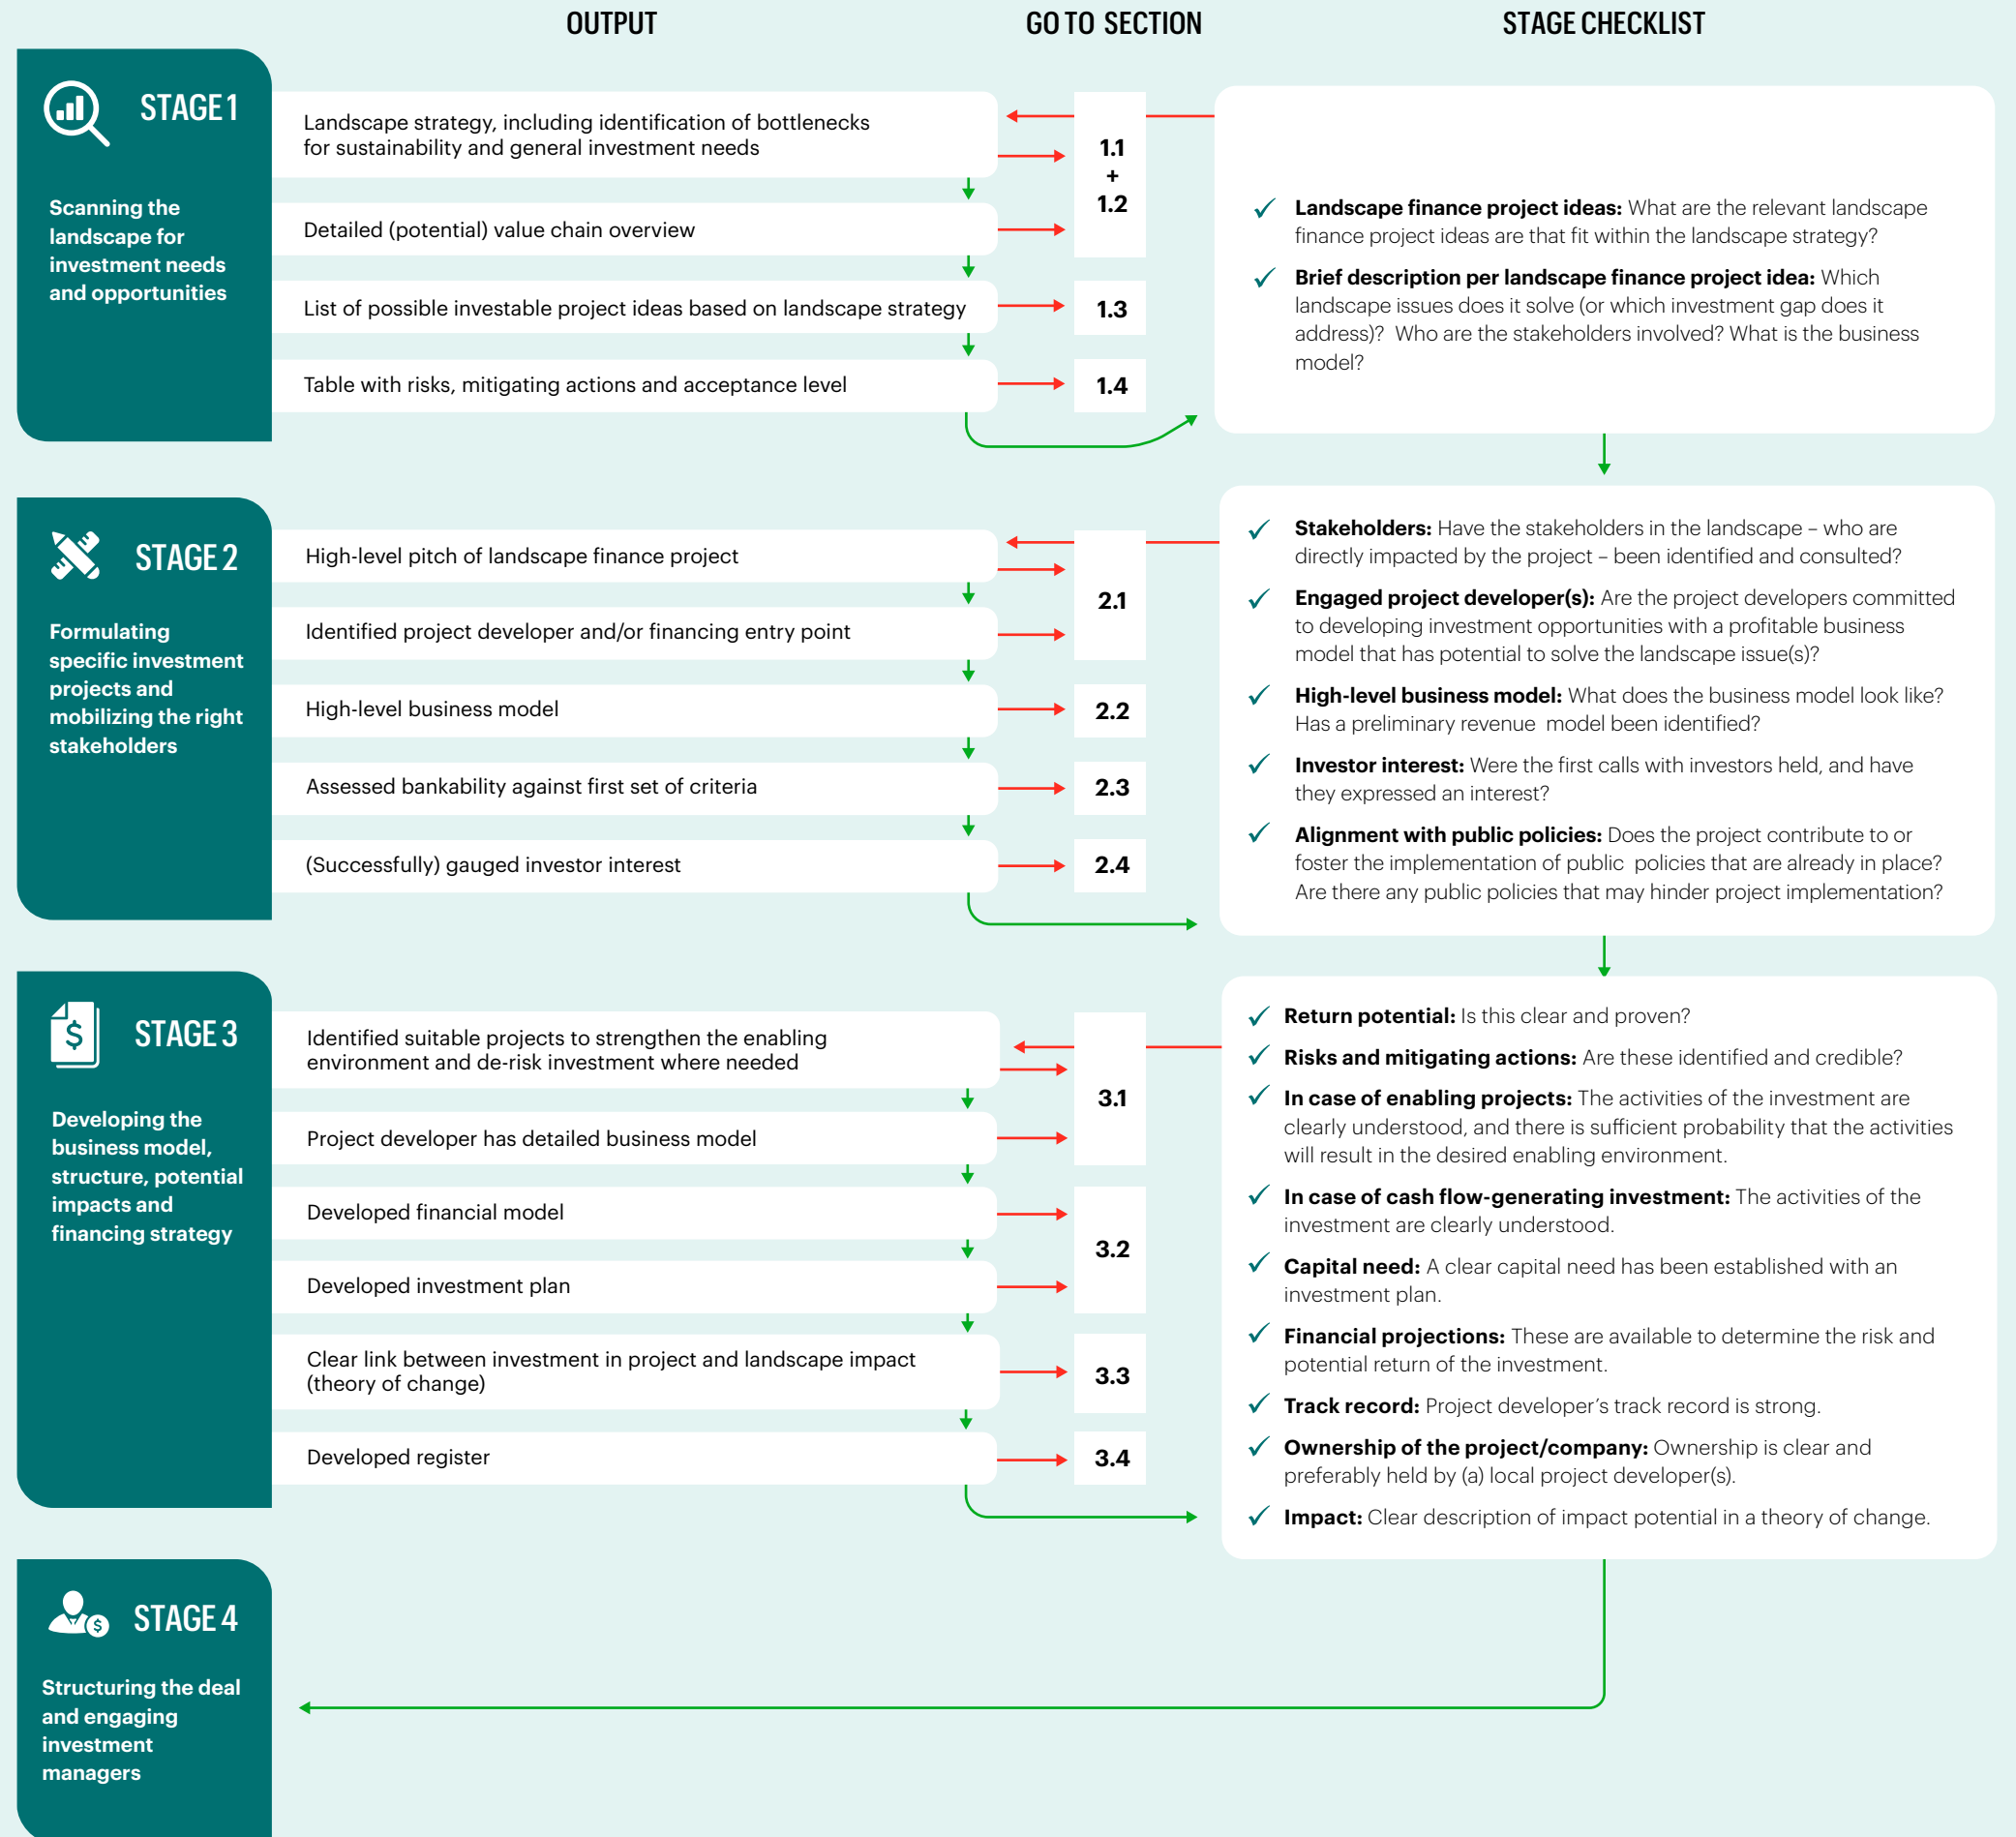 OUTPUT
GO TO SECTION
STAGE CHECKLIST
STAGE 1
Scanning the
landscape for
investment needs
and opportunities
Landscape strategy, including identification of bottlenecks
for sustainability and general investment needs
Detailed (potential) value chain overview
List of possible investable project ideas based on landscape strategy
Table with risks, mitigating actions and acceptance level
1.1
+
1.2
1.3
1.4
✓ Landscape finance project ideas: What are the relevant landscape
finance project ideas are that fit within the landscape strategy?
✓ Brief description per landscape finance project idea: Which
landscape issues does it solve (or which investment gap does it
address)? Who are the stakeholders involved? What is the business
model?
STAGE 2
Formulating
specific investment
projects and
mobilizing the right
stakeholders
High-level pitch of landscape finance project
Identified project developer and/or financing entry point
High-level business model
Assessed bankability against first set of criteria
(Successfully) gauged investor interest
2.1
2.2
2.3
2.4
✓ Stakeholders: Have the stakeholders in the landscape – who are
directly impacted by the project – been identified and consulted?
✓ Engaged project developer(s): Are the project developers committed
to developing investment opportunities with a profitable business
model that has potential to solve the landscape issue(s)?
✓ High-level business model: What does the business model look like?
Has a preliminary revenue model been identified?
✓ Investor interest: Were the first calls with investors held, and have
they expressed an interest?
✓ Alignment with public policies: Does the project contribute to or
foster the implementation of public policies that are already in place?
Are there any public policies that may hinder project implementation?
$
STAGE 3
Developing the
business model,
structure, potential
impacts and
financing strategy
Identified suitable projects to strengthen the enabling
environment and de-risk investment where needed
Project developer has detailed business model
Developed financial model
Developed investment plan
Clear link between investment in project and landscape impact
(theory of change)
Developed register
3.1
3.2
3.3
3.4
✓ Return potential: Is this clear and proven?
✓ Risks and mitigating actions: Are these identified and credible?
✓ In case of enabling projects: The activities of the investment are
clearly understood, and there is sufficient probability that the activities
will result in the desired enabling environment.
✓ In case of cash flow-generating investment: The activities of the
investment are clearly understood.
✓ Capital need: A clear capital need has been established with an
investment plan.
✓ Financial projections: These are available to determine the risk and
potential return of the investment.
✓ Track record: Project developer’s track record is strong.
✓ Ownership of the project/company: Ownership is clear and
preferably held by (a) local project developer(s).
✓ Impact: Clear description of impact potential in a theory of change.
$
STAGE 4
Structuring the deal
and engaging
investment
managers